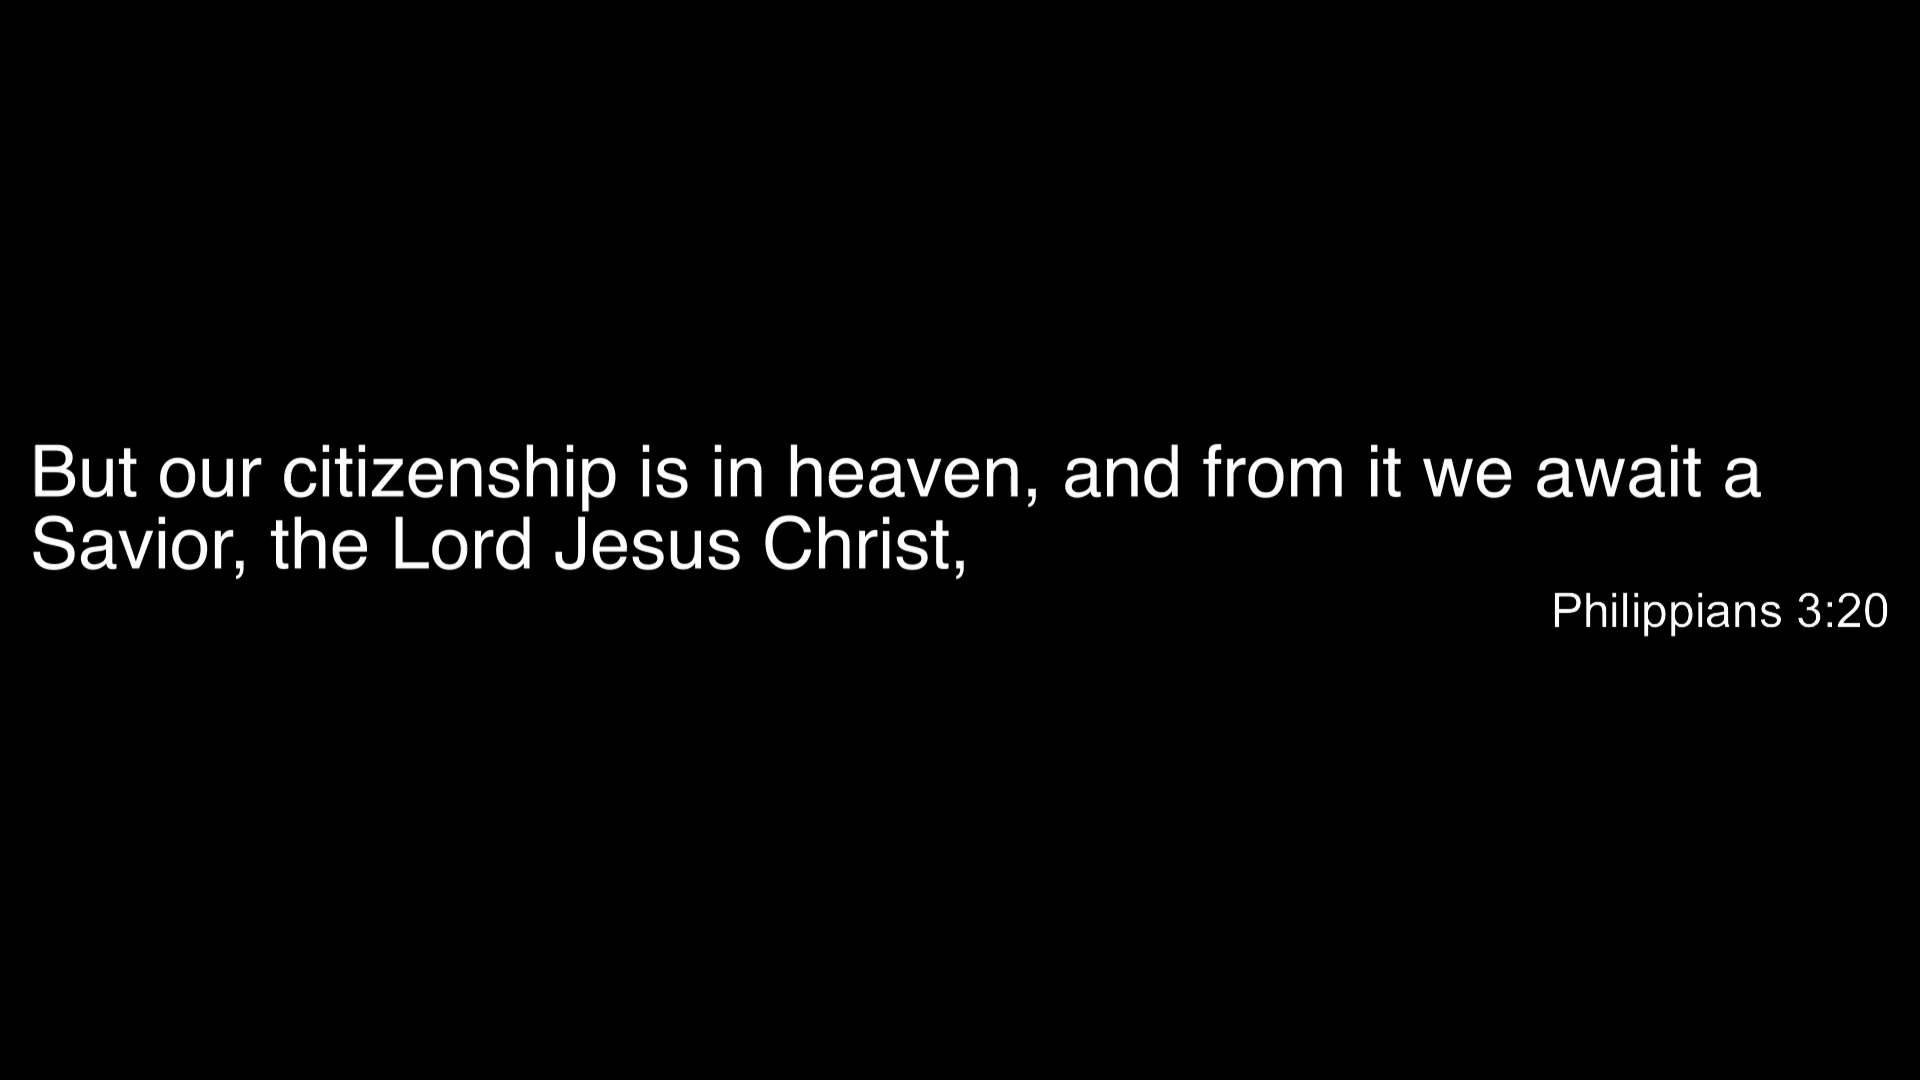 But our citizenship is in heaven, and from it we await a
Savior, the Lord Jesus Christ,
Philippians 3:20